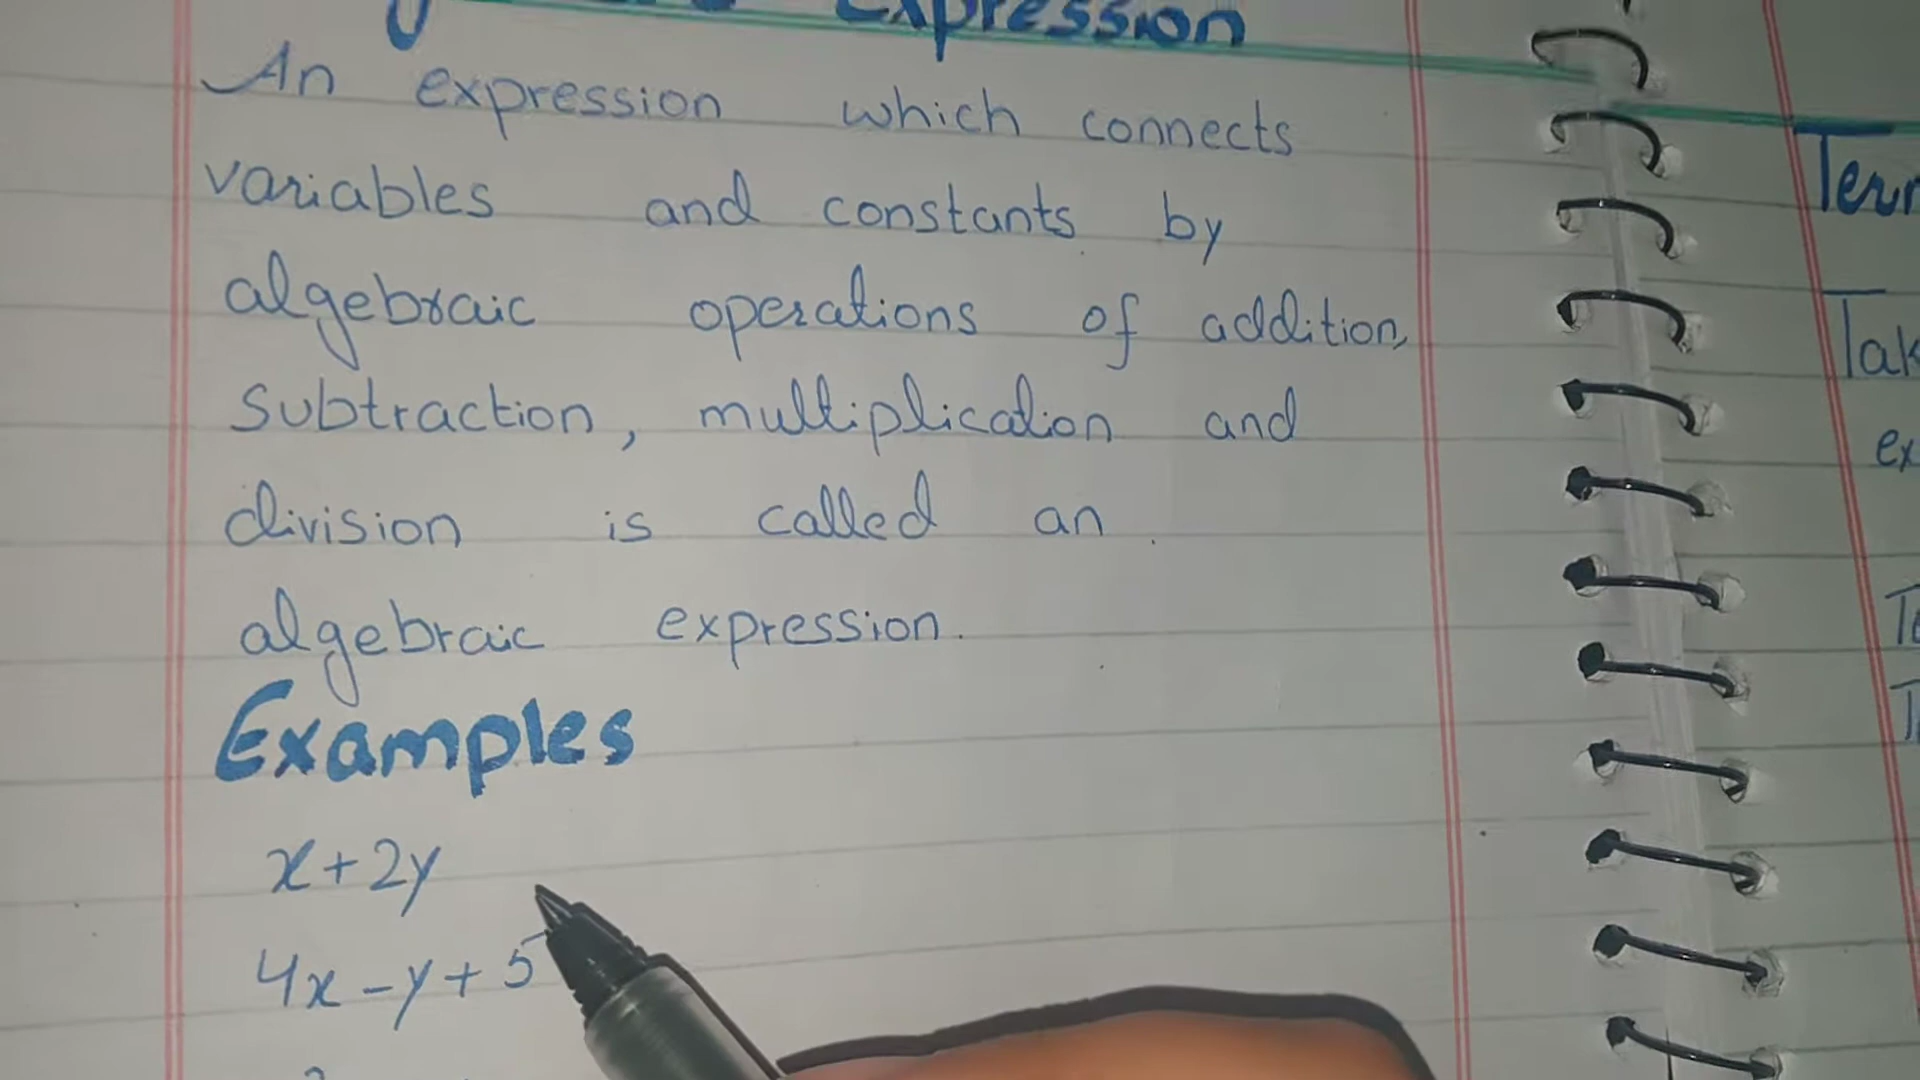 Expression
An expression which connects
variables and constants by
algebraic operations of addition,
subtraction, multiplication and
division is called an
algebraic expression.
Examples
x+2y
4x-y+5